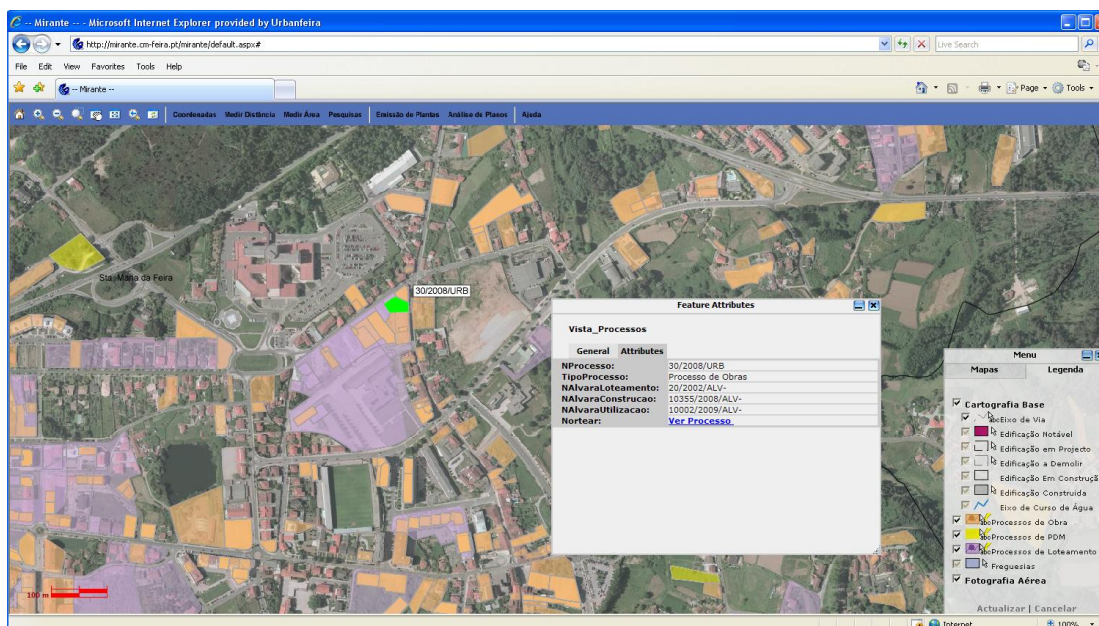 -- Mirante -- - Microsoft Internet Explorer provided by Urbanfeira
http://mirante.cm-feira.pt/mirante/default.aspx#
Live Search
File Edit View Favorites Tools Help
-- Mirante --
Page Tools
Coordenadas Medir Distância Medir Área Pesquisas Emissão de Plantas Análise de Planos Ajuda
Sta. Maria da Feira
30/2008/URB
Feature Attributes
Vista_Processos
General Attributes
NProcesso: 30/2008/URB
TipoProcesso: Processo de Obras
NAlvaraLoteamento: 20/2002/ALV-
NAlvaraConstrucao: 10355/2008/ALV-
NAlvaraUtilizacao: 10002/2009/ALV-
Nortear: Ver Processo
Menu
Mapas Legenda
Cartografia Base
abcEixo de Via
Edificação Notável
Edificação em Projecto
Edificação a Demolir
Edificação Em Construçã
Edificação Construída
Eixo de Curso de Água
abcProcessos de Obra
abcProcessos de PDM
abcProcessos de Loteamento
Freguesias
Fotografia Aérea
Actualizar | Cancelar
100 m
Internet 100%